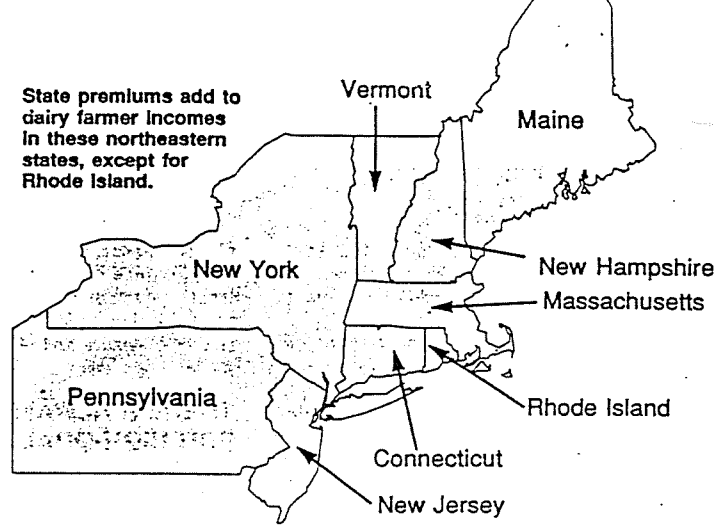 State premiums add to
dairy farmer incomes
in these northeastern
states, except for
Rhode Island.
Vermont
Maine
New York
New Hampshire
Massachusetts
Pennsylvania
Rhode Island
Connecticut
New Jersey